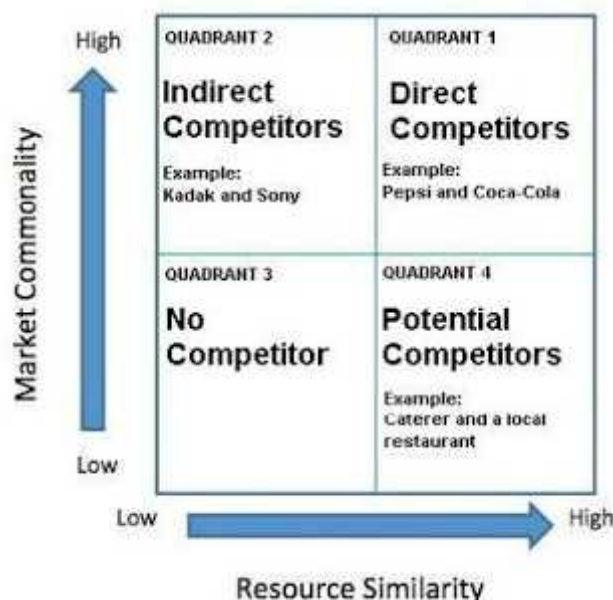 High
Market Commonality
Low
QUADRANT 2
Indirect
Competitors
Example:
Kadak and Sony
QUADRANT 1
Direct
Competitors
Example:
Pepsi and Coca-Cola
QUADRANT 3
No
Competitor
QUADRANT 4
Potential
Competitors
Example:
Caterer and a local
restaurant
Low
High
Resource Similarity